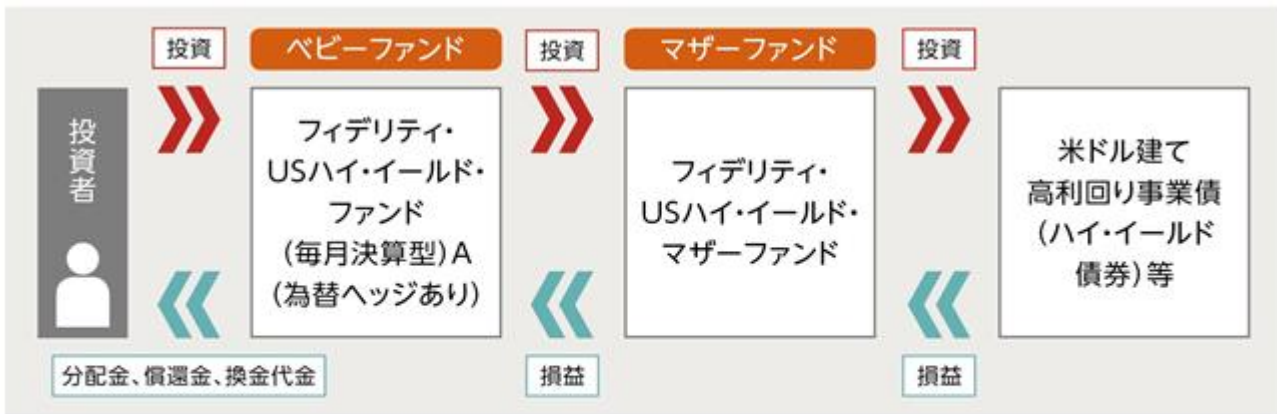 投資
ベビーファンド
投資
マザーファンド
投資
投資者
フィデリティ・
USハイ・イールド・
ファンド
(毎月決算型)A
(為替ヘッジあり)
フィデリティ・
USハイ・イールド・
マザーファンド
米ドル建て
高利回り事業債
(ハイ・イールド
債券)等
分配金、償還金、換金代金
損益
損益